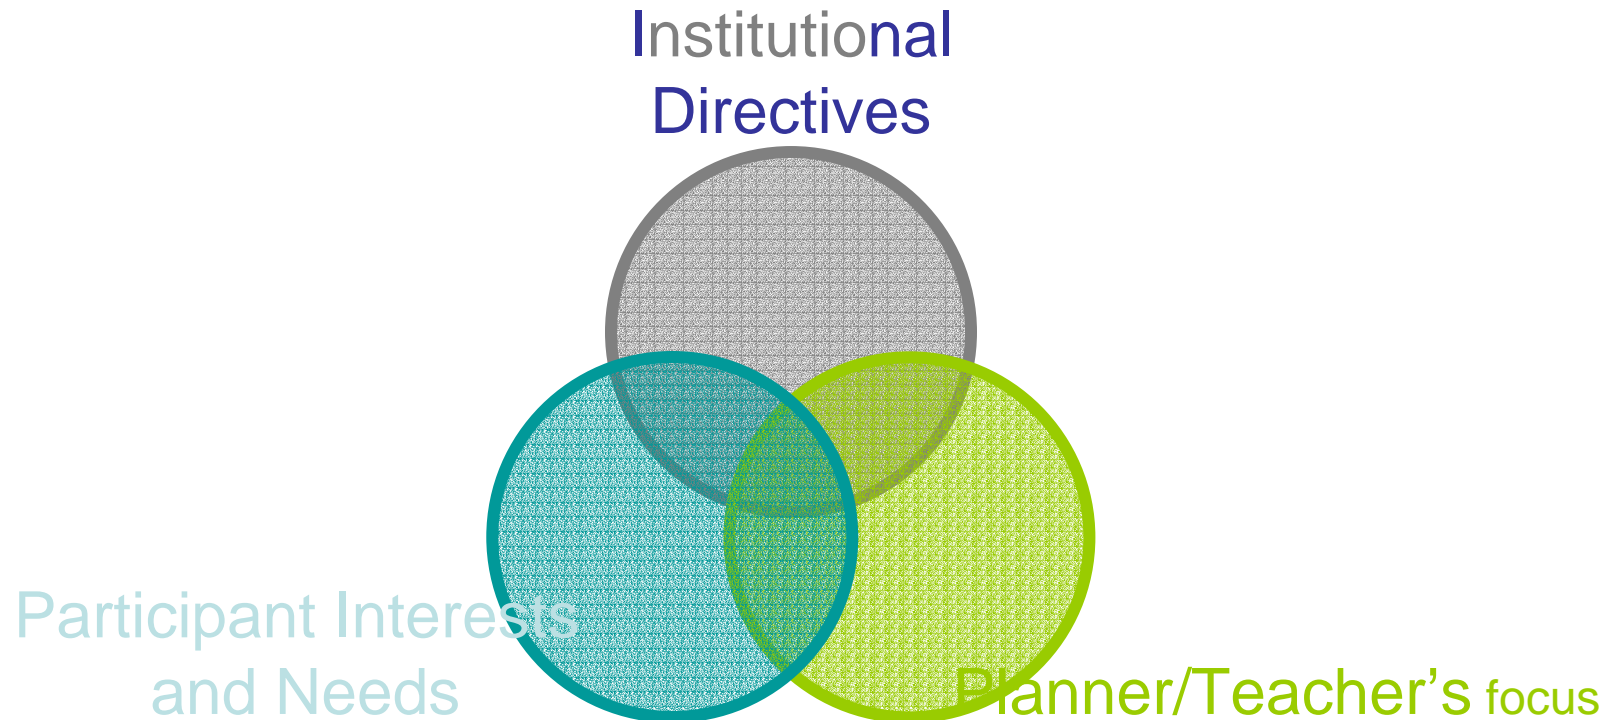 Institutional
Directives
Participant Interests
and Needs
Planner/Teacher’s focus